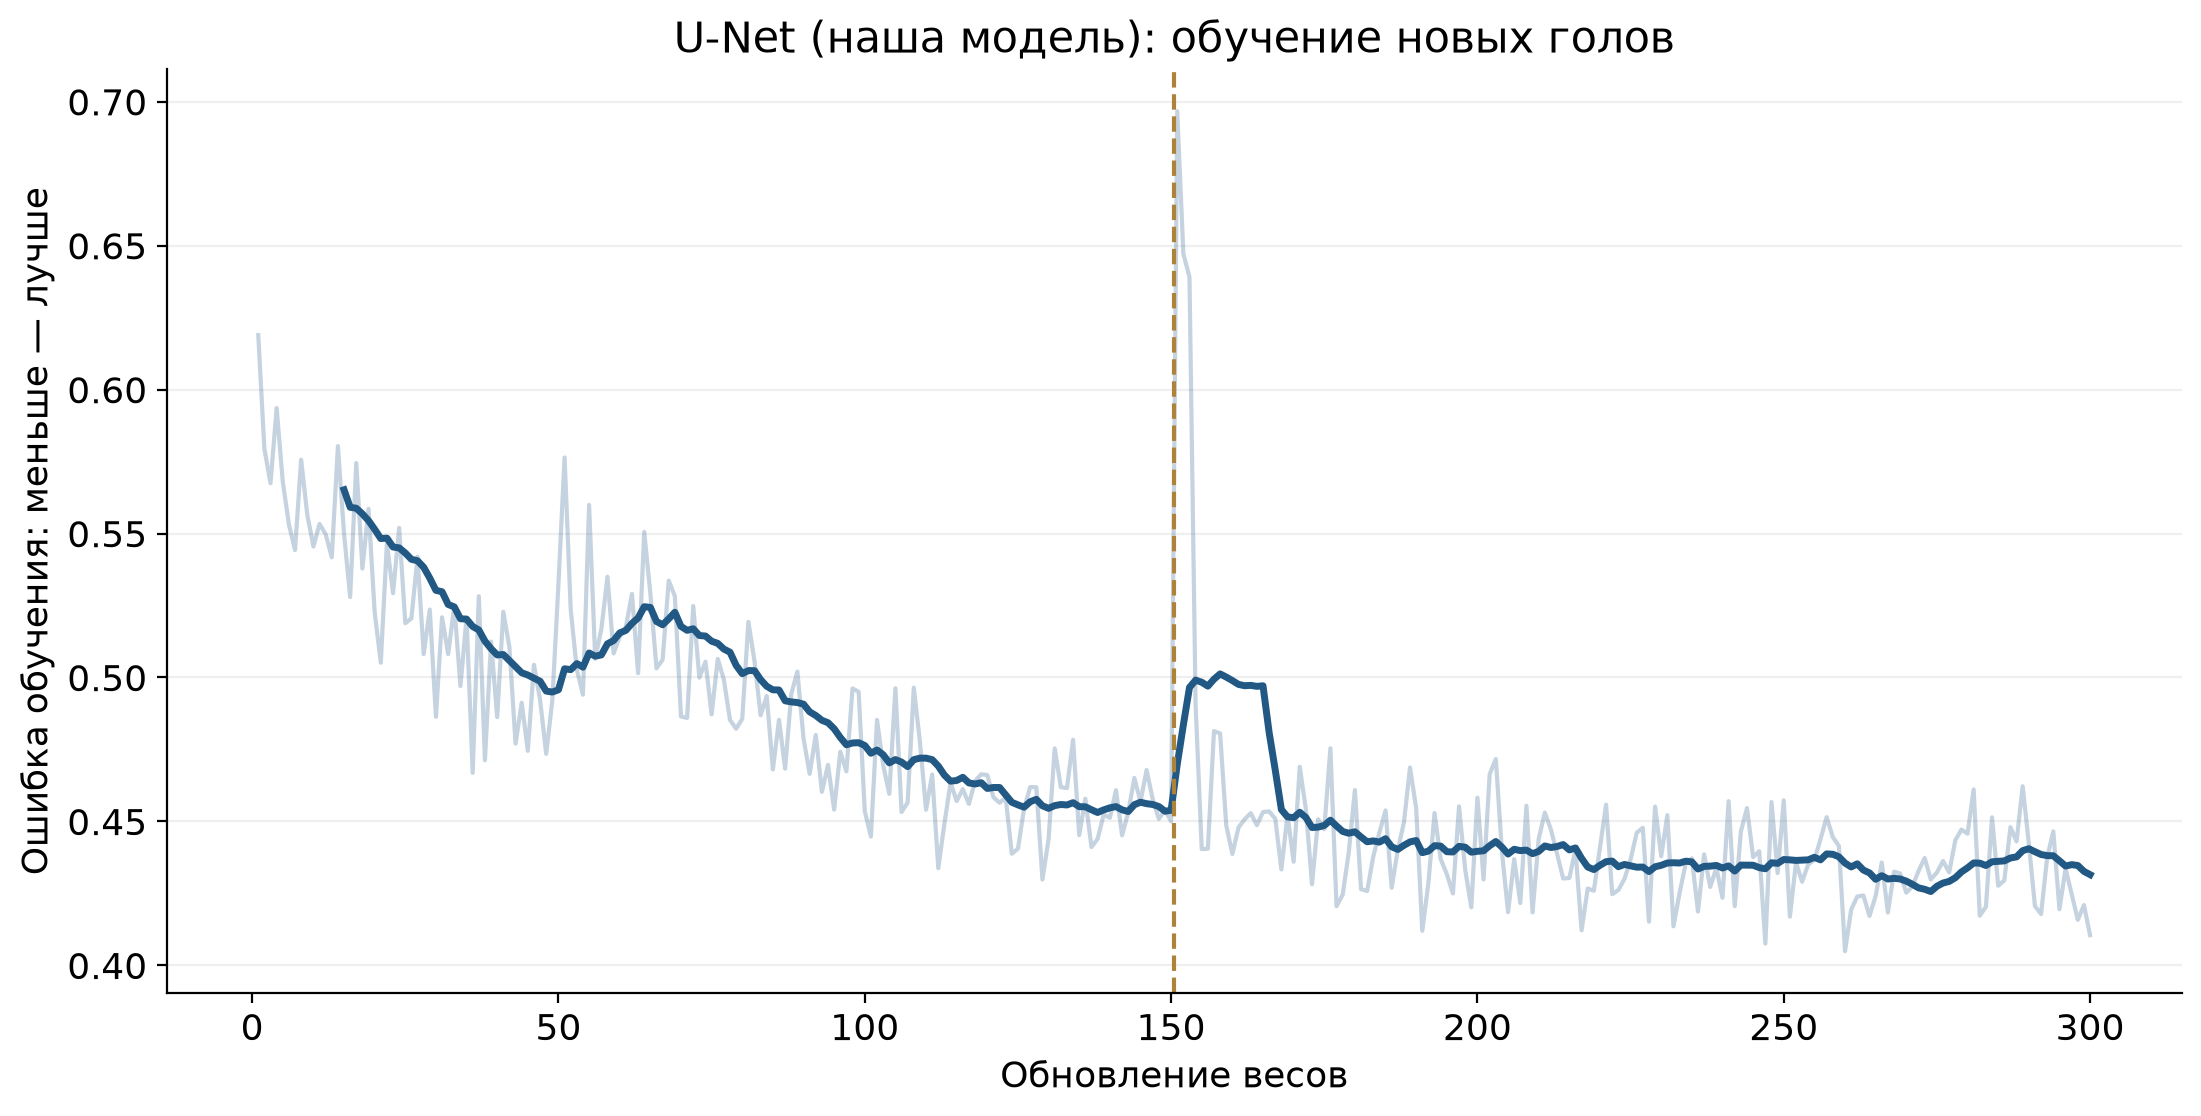 U-Net (наша модель): обучение новых голов
Ошибка обучения: меньше — лучше
0.70
0.65
0.60
0.55
0.50
0.45
0.40
0 50 100 150 200 250 300
Обновление весов